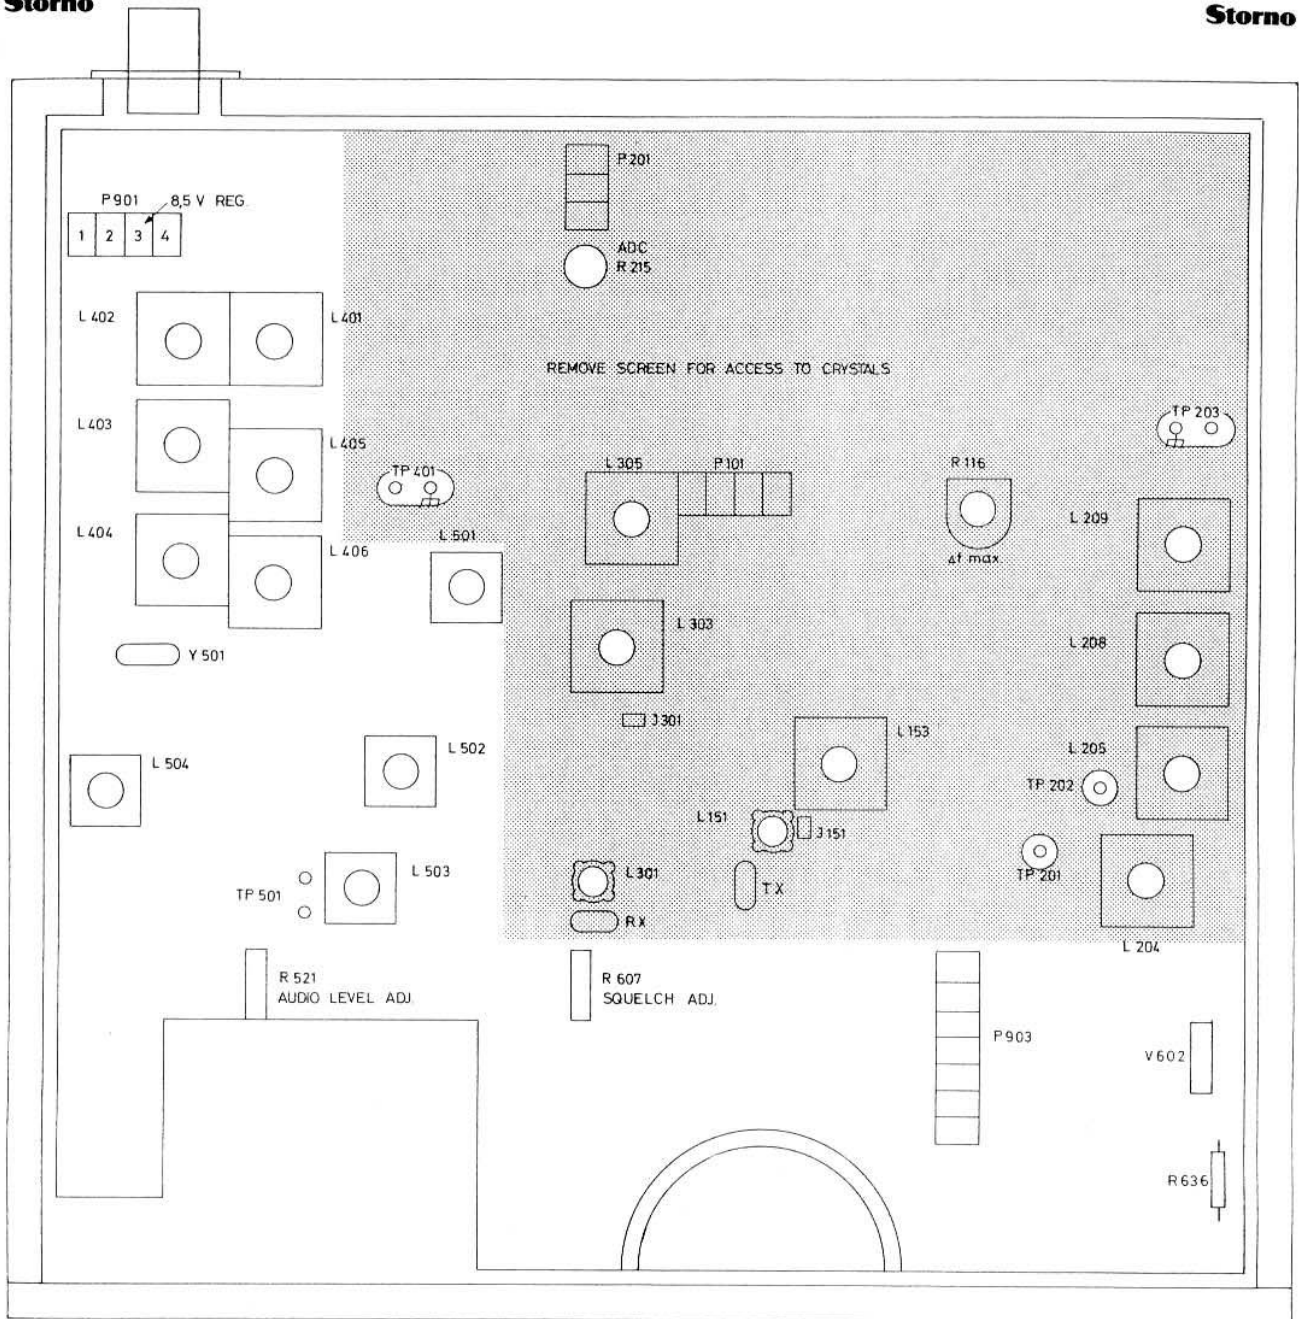 Storno
Storno
P 201
P 901
8,5 V REG.
1 2 3 4
ADC
R 215
L 402
L 401
REMOVE SCREEN FOR ACCESS TO CRYSTALS
L 403
L 405
TP 401
L 305
P 101
R 116
TP 203
L 404
L 406
L 501
Δf max.
L 209
Y 501
L 303
L 208
J 301
L 153
L 504
L 502
L 205
TP 202
L 151
J 151
TP 501
L 503
L 301
TX
TP 201
RX
L 204
R 521
AUDIO LEVEL ADJ.
R 607
SQUELCH ADJ.
P 903
V 602
R 636